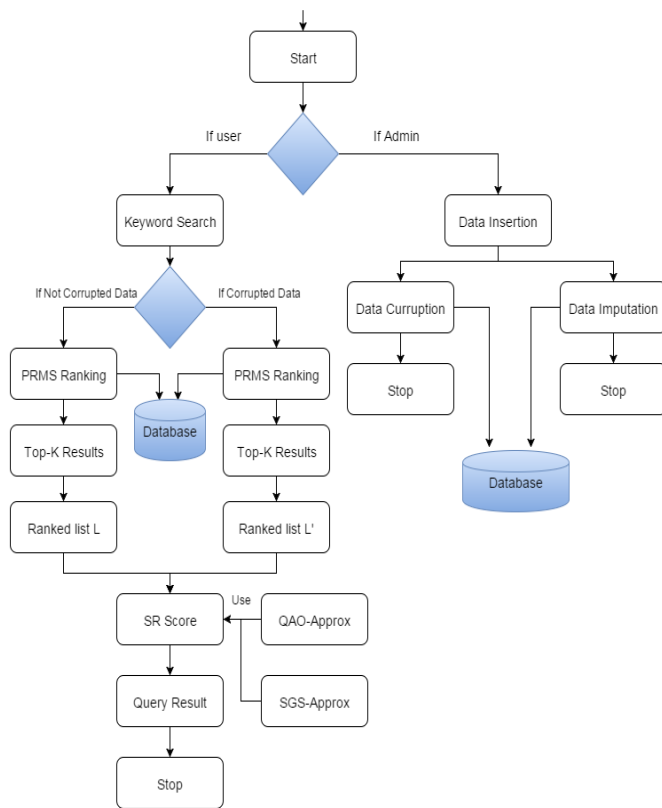 Start
If user
If Admin
Keyword Search
Data Insertion
If Not Corrupted Data
If Corrupted Data
Data Curruption
Data Imputation
PRMS Ranking
PRMS Ranking
Stop
Stop
Database
Top-K Results
Top-K Results
Database
Ranked list L
Ranked list L'
Use
SR Score
QAO-Approx
Query Result
SGS-Approx
Stop